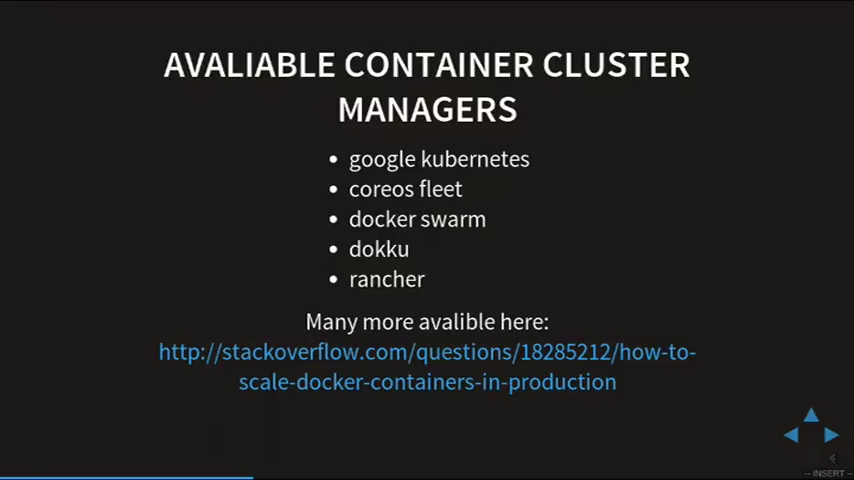 AVALIABLE CONTAINER CLUSTER
MANAGERS
• google kubernetes
• coreos fleet
• docker swarm
• dokku
• rancher
Many more avalible here:
http://stackoverflow.com/questions/18285212/how-to-
scale-docker-containers-in-production
-- INSERT --